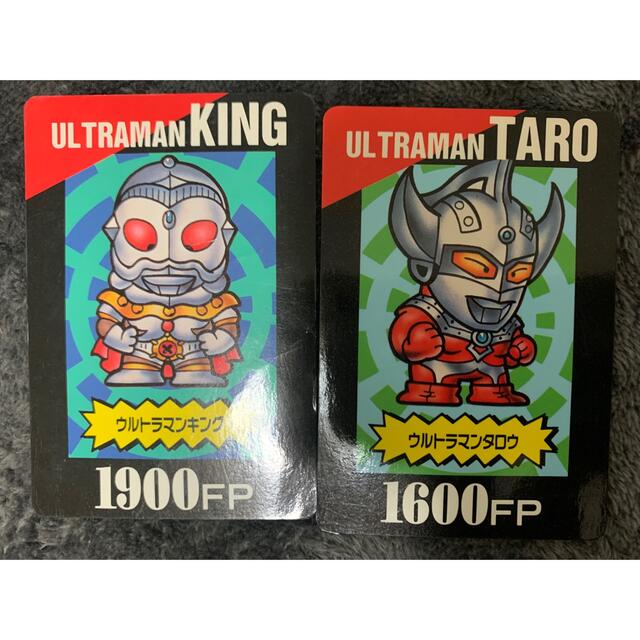 ULTRAMAN KING
ウルトラマンキング
1900FP
ULTRAMAN TARO
ウルトラマンタロウ
1600FP